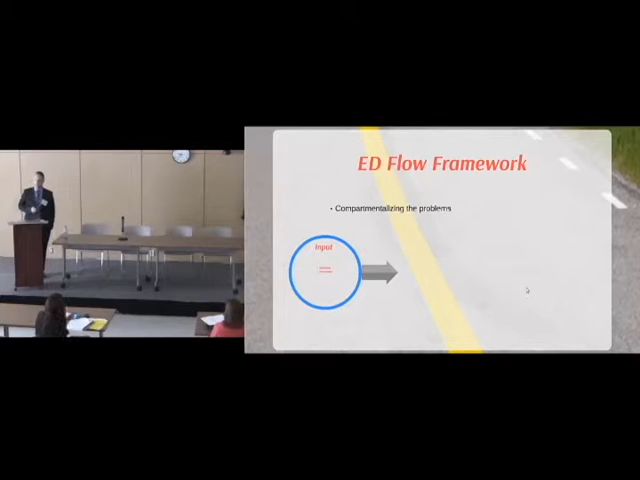 ED Flow Framework
• Compartmentalizing the problems
Input